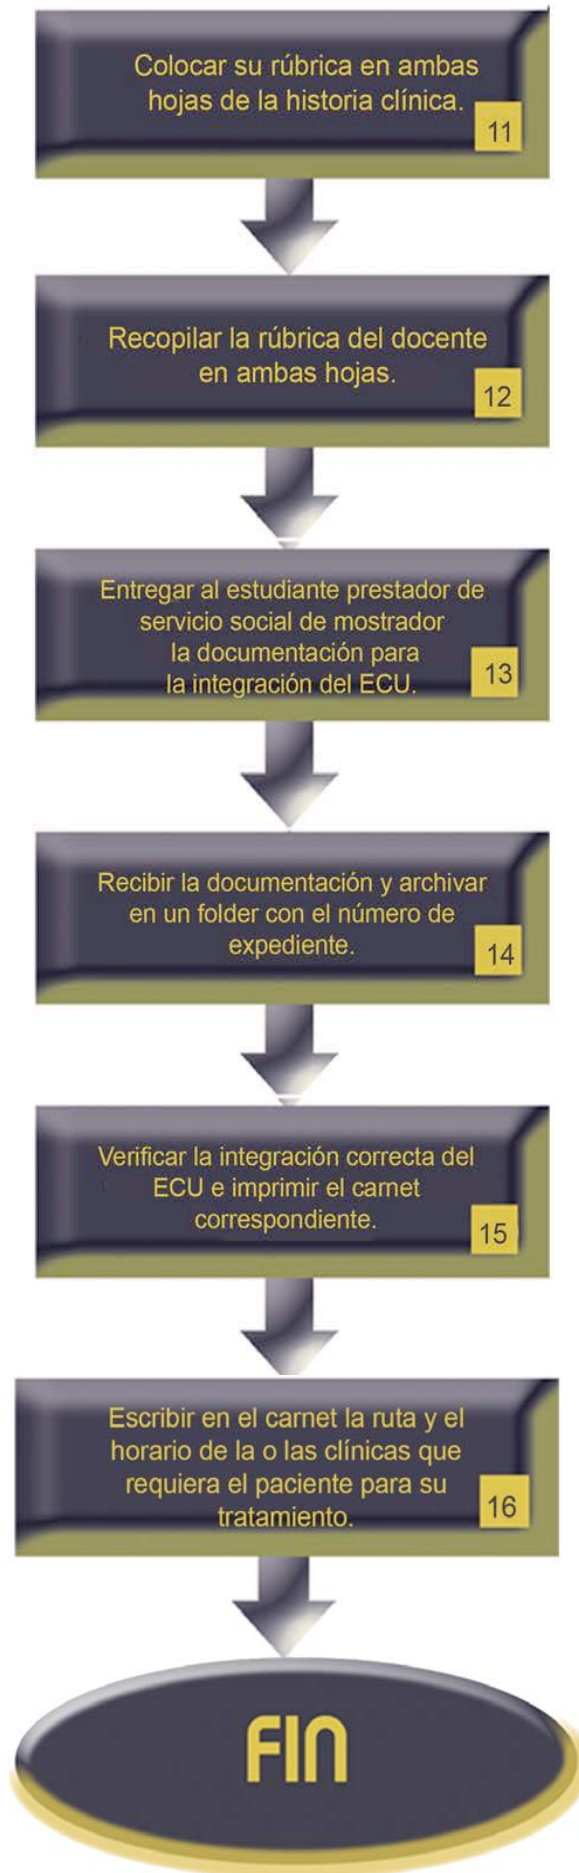 Colocar su rúbrica en ambas
hojas de la historia clínica.
11
Recopilar la rúbrica del docente
en ambas hojas.
12
Entregar al estudiante prestador de
servicio social de mostrador
la documentación para
la integración del ECU.
13
Recibir la documentación y archivar
en un folder con el número de
expediente.
14
Verificar la integración correcta del
ECU e imprimir el carnet
correspondiente.
15
Escribir en el carnet la ruta y el
horario de la o las clínicas que
requiera el paciente para su
tratamiento.
16
FIN